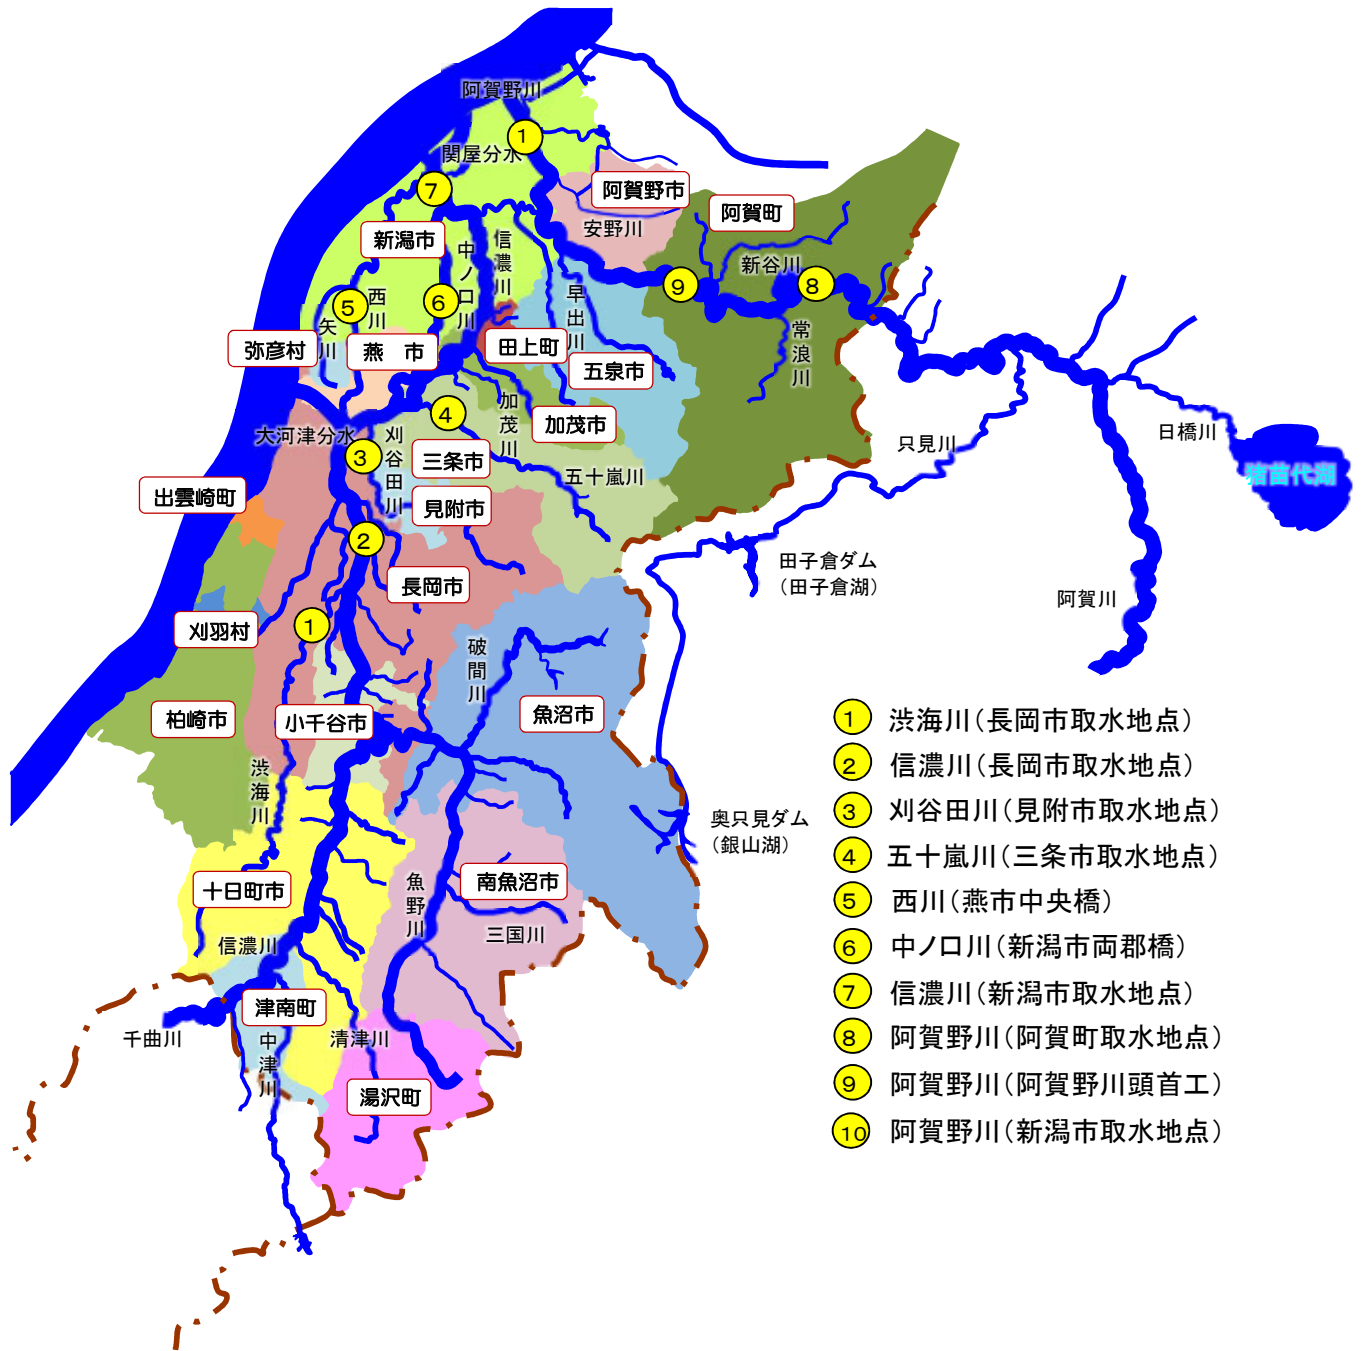 阿賀野川
1
関屋分水
7
阿賀野市
阿賀町
安野川
新潟市
中ノ口川
信濃川
新谷川
9
8
早出川
5
西川
6
矢川
常浪川
弥彦村
燕 市
田上町
五泉市
加茂川
4
加茂市
大河津分水
刈谷田川
3
三条市
五十嵐川
只見川
日橋川
猪苗代湖
出雲崎町
見附市
2
田子倉ダム
（田子倉湖）
長岡市
阿賀川
刈羽村
1
破間川
柏崎市
小千谷市
魚沼市
渋海川
奥只見ダム
（銀山湖）
十日町市
魚野川
南魚沼市
三国川
信濃川
津南町
千曲川
中津川
清津川
湯沢町
1 渋海川（長岡市取水地点）
2 信濃川（長岡市取水地点）
3 刈谷田川（見附市取水地点）
4 五十嵐川（三条市取水地点）
5 西川（燕市中央橋）
6 中ノ口川（新潟市両郡橋）
7 信濃川（新潟市取水地点）
8 阿賀野川（阿賀町取水地点）
9 阿賀野川（阿賀野川頭首工）
10 阿賀野川（新潟市取水地点）